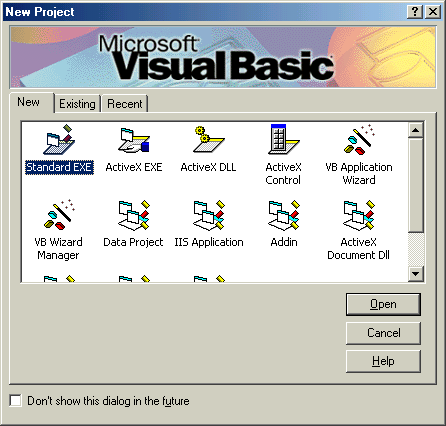 New Project
Microsoft
Visual Basic
New Existing Recent
Standard EXE ActiveX EXE ActiveX DLL ActiveX Control VB Application Wizard
VB Wizard Manager Data Project IIS Application Addin ActiveX Document Dll
Open
Cancel
Help
Don't show this dialog in the future